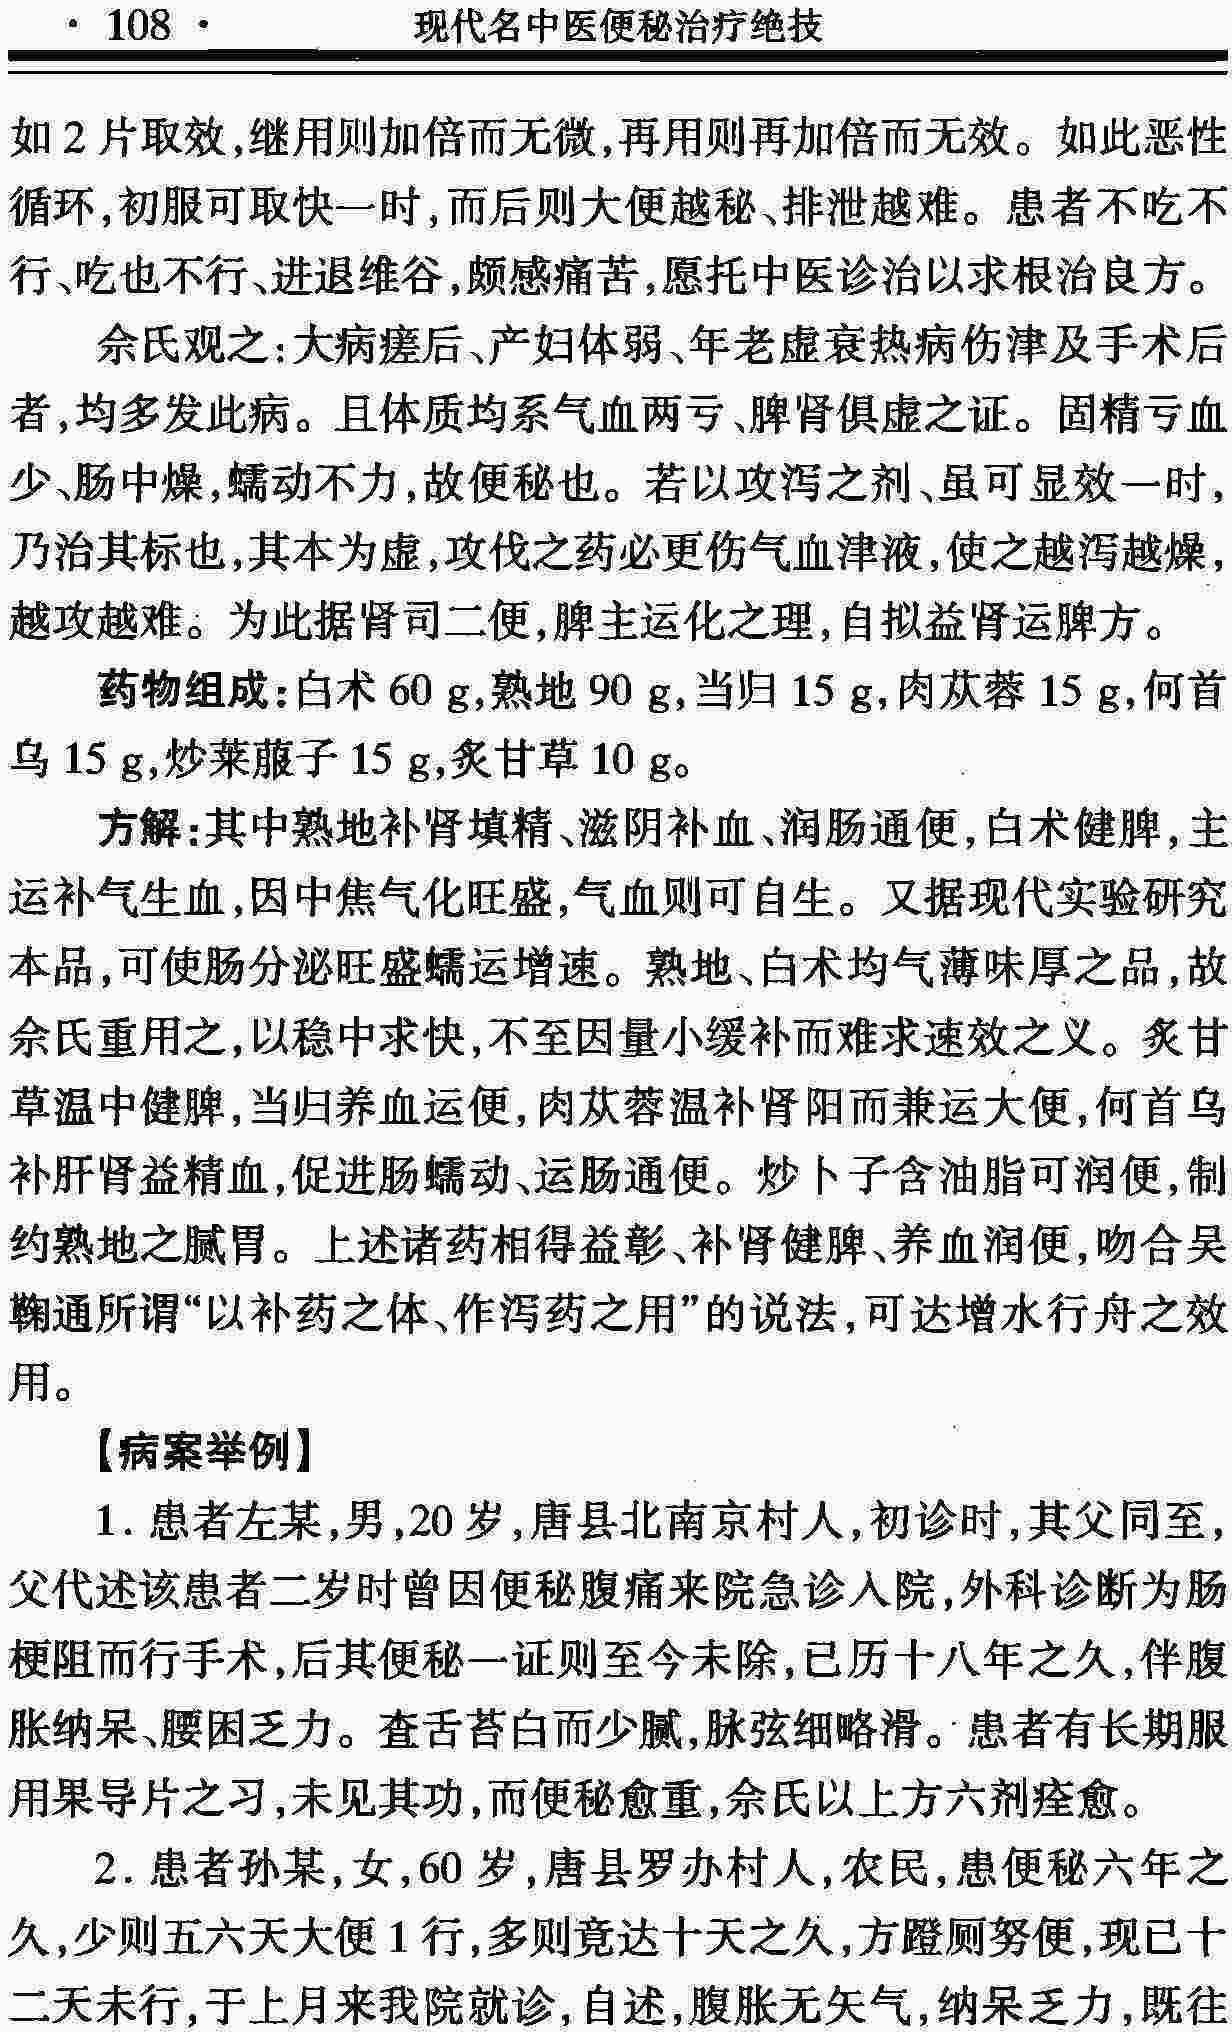 · 108 · 现代名中医便秘治疗绝技
如 2 片取效,继用则加倍而无微,再用则再加倍而无效。如此恶性
循环,初服可取快一时,而后则大便越秘、排泄越难。患者不吃不
行、吃也不行、进退维谷,颇感痛苦,愿托中医诊治以求根治良方。
佘氏观之:大病瘥后、产妇体弱、年老虚衰热病伤津及手术后
者,均多发此病。且体质均系气血两亏、脾肾俱虚之证。固精亏血
少、肠中燥,蠕动不力,故便秘也。若以攻泻之剂、虽可显效一时,
乃治其标也,其本为虚,攻伐之药必更伤气血津液,使之越泻越燥,
越攻越难。为此据肾司二便,脾主运化之理,自拟益肾运脾方。
药物组成:白术 60 g,熟地 90 g,当归 15 g,肉苁蓉 15 g,何首
乌 15 g,炒莱菔子 15 g,炙甘草 10 g。
方解:其中熟地补肾填精、滋阴补血、润肠通便,白术健脾,主
运补气生血,因中焦气化旺盛,气血则可自生。又据现代实验研究
本品,可使肠分泌旺盛蠕运增速。熟地、白术均气薄味厚之品,故
佘氏重用之,以稳中求快,不至因量小缓补而难求速效之义。炙甘
草温中健脾,当归养血运便,肉苁蓉温补肾阳而兼运大便,何首乌
补肝肾益精血,促进肠蠕动、运肠通便。炒卜子含油脂可润便,制
约熟地之腻胃。上述诸药相得益彰、补肾健脾、养血润便,吻合吴
鞠通所谓“以补药之体、作泻药之用”的说法,可达增水行舟之效
用。
【病案举例】
1. 患者左某,男,20 岁,唐县北南京村人,初诊时,其父同至,
父代述该患者二岁时曾因便秘腹痛来院急诊入院,外科诊断为肠
梗阻而行手术,后其便秘一证则至今未除,已历十八年之久,伴腹
胀纳呆、腰困乏力。查舌苔白而少腻,脉弦细略滑。患者有长期服
用果导片之习,未见其功,而便秘愈重,佘氏以上方六剂痊愈。
2. 患者孙某,女,60 岁,唐县罗办村人,农民,患便秘六年之
久,少则五六天大便 1 行,多则竟达十天之久,方蹬厕努便,现已十
二天未行,于上月来我院就诊,自述,腹胀无矢气,纳呆乏力,既往